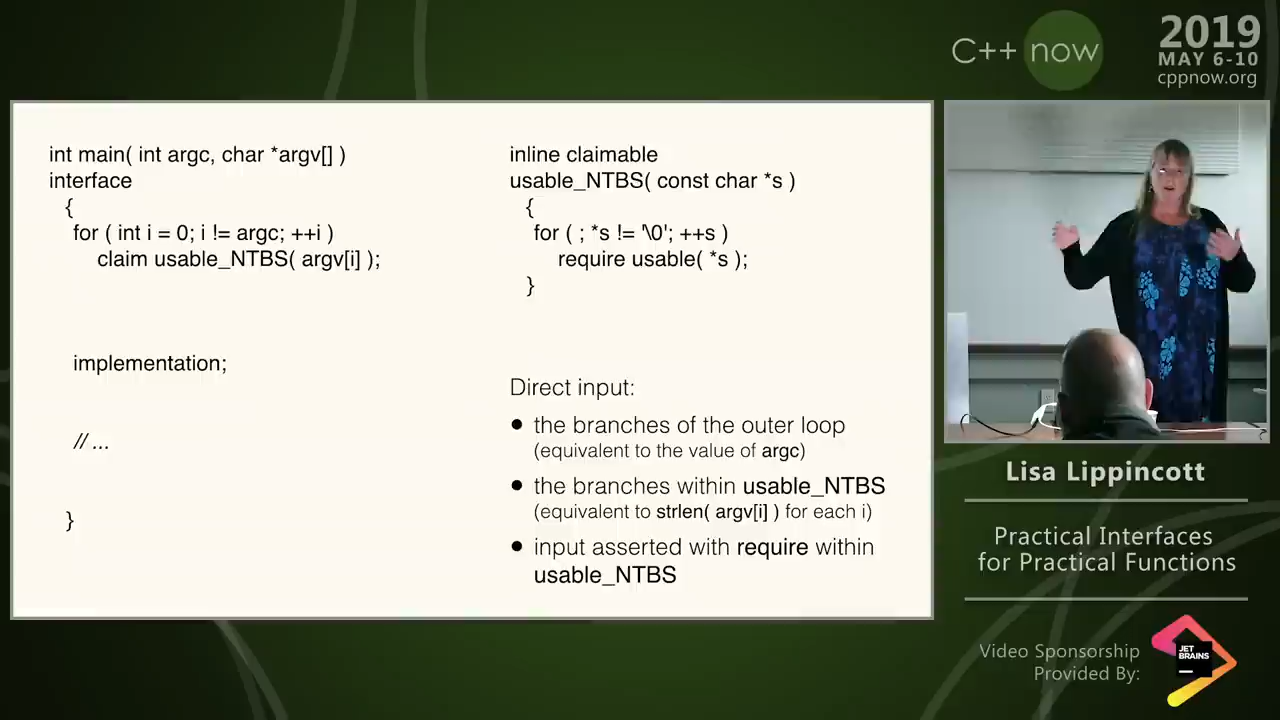 C++ now
2019
MAY 6-10
cppnow.org
int main( int argc, char *argv[] )
interface
{
for ( int i = 0; i != argc; ++i )
claim usable_NTBS( argv[i] );
implementation;
// ...
}
inline claimable
usable_NTBS( const char *s )
{
for ( ; *s != '\0'; ++s )
require usable( *s );
}
Direct input:
• the branches of the outer loop
(equivalent to the value of argc)
• the branches within usable_NTBS
(equivalent to strlen( argv[i] ) for each i)
• input asserted with require within
usable_NTBS
Lisa Lippincott
Practical Interfaces
for Practical Functions
Video Sponsorship
Provided By:
JET
BRAINS